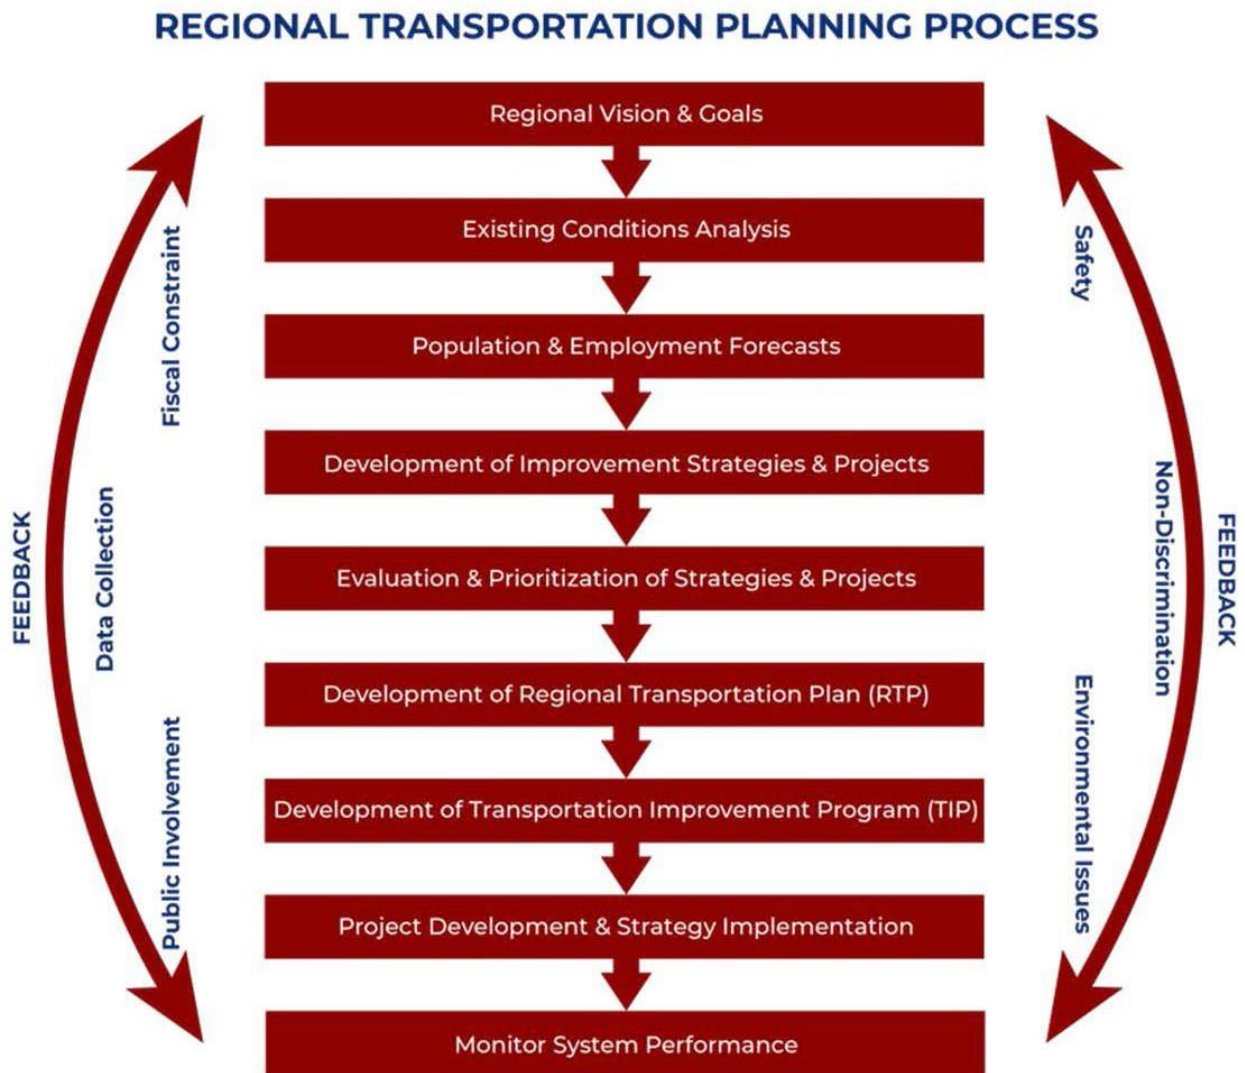 REGIONAL TRANSPORTATION PLANNING PROCESS
Regional Vision & Goals
Existing Conditions Analysis
Population & Employment Forecasts
Development of Improvement Strategies & Projects
Evaluation & Prioritization of Strategies & Projects
Development of Regional Transportation Plan (RTP)
Development of Transportation Improvement Program (TIP)
Project Development & Strategy Implementation
Monitor System Performance
FEEDBACK
Fiscal Constraint
Data Collection
Public Involvement
Safety
Non-Discrimination
Environmental Issues
FEEDBACK